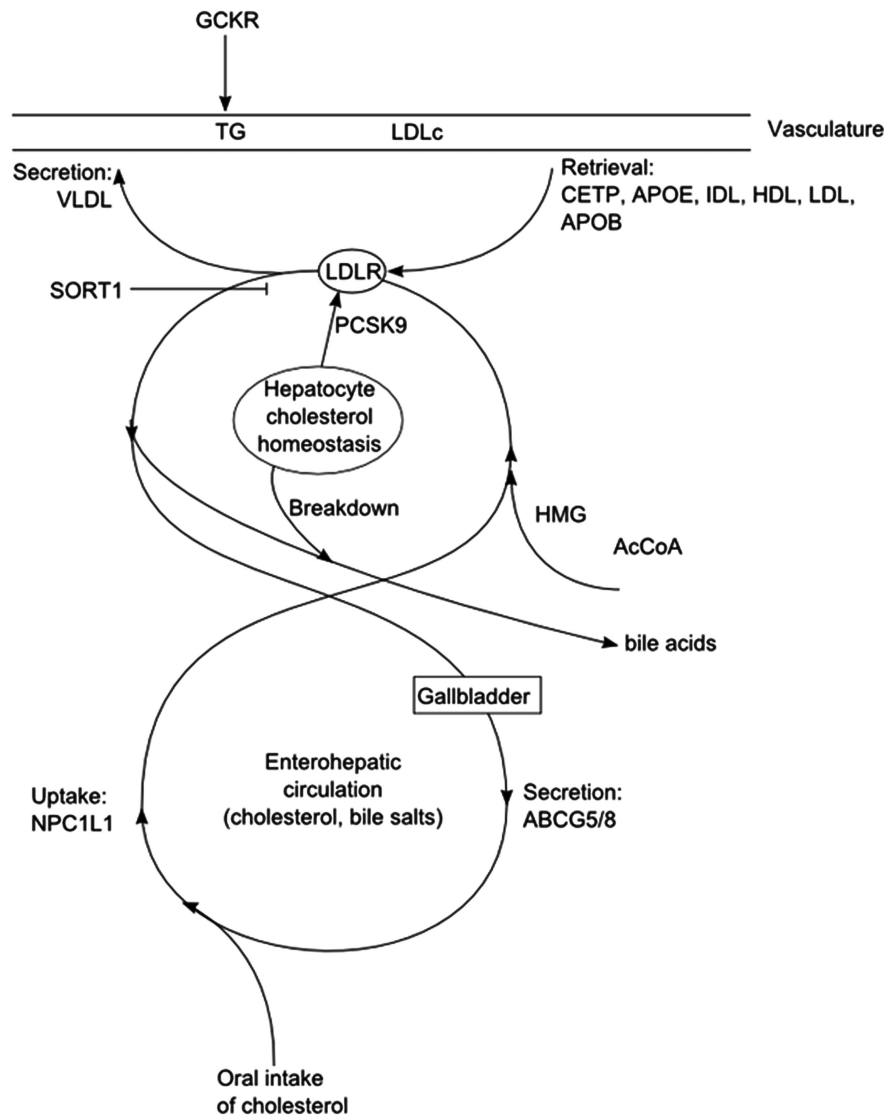 GCKR
TG
LDLc
Vasculature
Secretion:
VLDL
Retrieval:
CETP, APOE, IDL, HDL, LDL,
APOB
LDLR
SORT1
PCSK9
Hepatocyte
cholesterol
homeostasis
Breakdown
HMG
AcCoA
bile acids
Gallbladder
Enterohepatic
circulation
(cholesterol, bile salts)
Uptake:
NPC1L1
Secretion:
ABCG5/8
Oral intake
of cholesterol